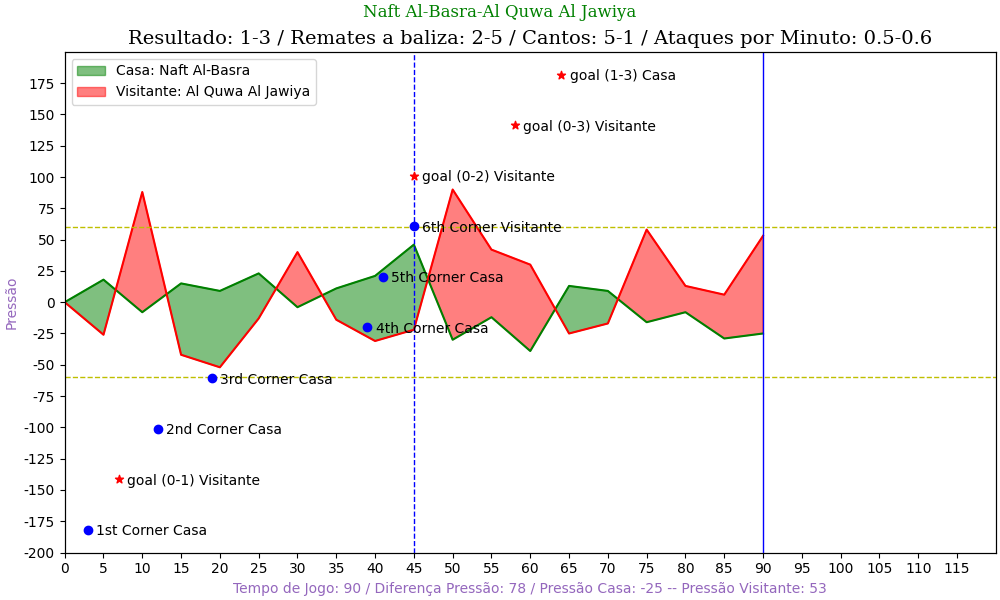 Naft Al-Basra-Al Quwa Al Jawiya
Resultado: 1-3 / Remates a baliza: 2-5 / Cantos: 5-1 / Ataques por Minuto: 0.5-0.6
Casa: Naft Al-Basra
Visitante: Al Quwa Al Jawiya
goal (1-3) Casa
goal (0-3) Visitante
goal (0-2) Visitante
6th Corner Visitante
5th Corner Casa
4th Corner Casa
3rd Corner Casa
2nd Corner Casa
goal (0-1) Visitante
1st Corner Casa
Pressão
175
150
125
100
75
50
25
0
-25
-50
-75
-100
-125
-150
-175
-200
0 5 10 15 20 25 30 35 40 45 50 55 60 65 70 75 80 85 90 95 100 105 110 115
Tempo de Jogo: 90 / Diferença Pressão: 78 / Pressão Casa: -25 -- Pressão Visitante: 53